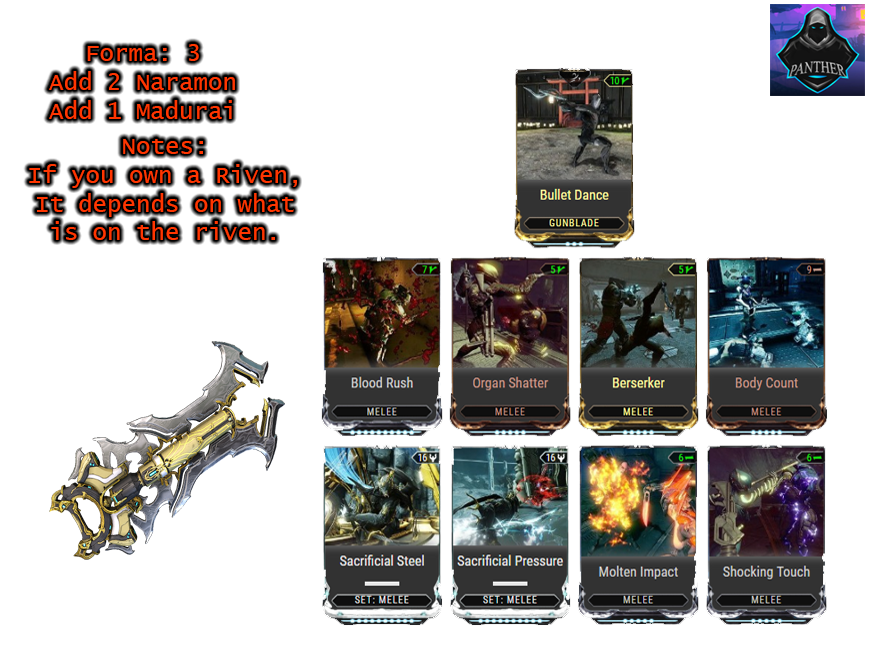 Forma: 3
Add 2 Naramon
Add 1 Madurai
Notes:
If you own a Riven,
It depends on what
is on the riven.
PANTHER
10
Bullet Dance
GUNBLADE
7
Blood Rush
MELEE
5
Organ Shatter
MELEE
5
Berserker
MELEE
9
Body Count
MELEE
16
Sacrificial Steel
SET: MELEE
16
Sacrificial Pressure
SET: MELEE
6
Molten Impact
MELEE
6
Shocking Touch
MELEE